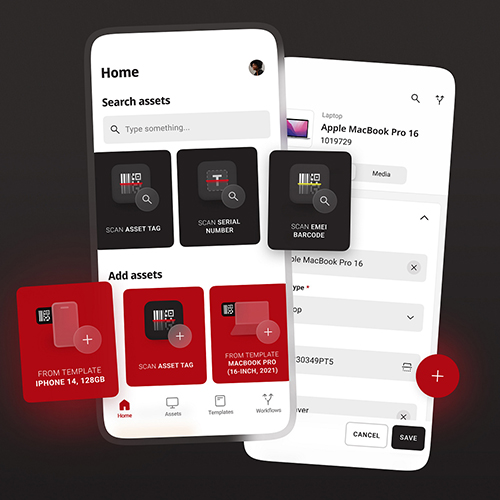 Home
Search assets
Type something...
SCAN ASSET TAG
SCAN SERIAL
NUMBER
SCAN EMEI
BARCODE
Add assets
FROM TEMPLATE
IPHONE 14, 128GB
SCAN ASSET TAG
FROM TEMPLATE
MACBOOK PRO
(16-INCH, 2021)
Home
Assets
Templates
Workflows
Laptop
Apple MacBook Pro 16
1019729
Media
ple MacBook Pro 16
ype *
op
30349PT5
ver
CANCEL
SAVE